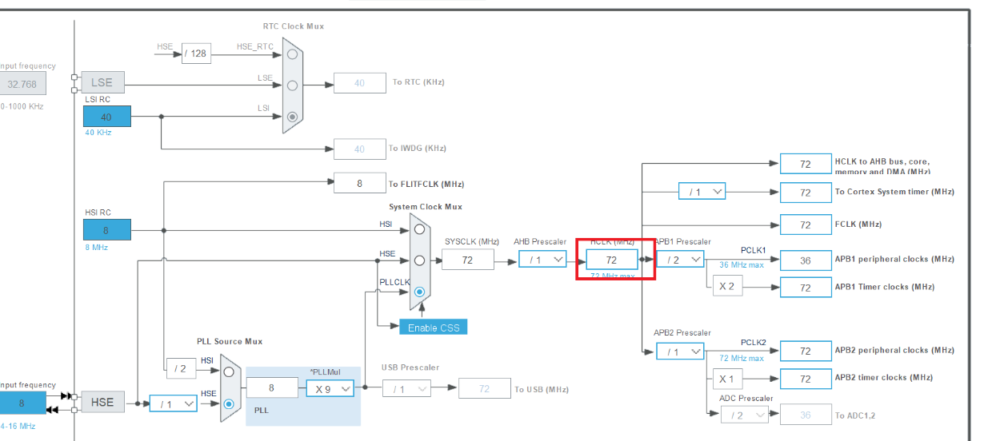 RTC Clock Mux
HSE
/ 128
HSE_RTC
nput frequency
32.768
0-1000 KHz
LSE
LSE
40
To RTC (KHz)
LSI RC
40
40 KHz
LSI
40
To IWDG (KHz)
8
To FLITFCLK (MHz)
HSI RC
8
8 MHz
System Clock Mux
HSI
HSE
PLLCLK
SYSCLK (MHz)
72
AHB Prescaler
/ 1
HCLK (MHz)
72
72 MHz max
APB1 Prescaler
/ 2
72
HCLK to AHB bus, core,
memory and DMA (MHz)
/ 1
72
To Cortex System timer (MHz)
72
FCLK (MHz)
PCLK1
36 MHz max
36
APB1 peripheral clocks (MHz)
X 2
72
APB1 Timer clocks (MHz)
Enable CSS
APB2 Prescaler
/ 1
PCLK2
72 MHz max
72
APB2 peripheral clocks (MHz)
X 1
72
APB2 timer clocks (MHz)
ADC Prescaler
/ 2
36
To ADC1,2
PLL Source Mux
/ 2
HSI
HSE
*PLLMul
8
X 9
PLL
USB Prescaler
/ 1
72
To USB (MHz)
nput frequency
8
4-16 MHz
HSE
/ 1